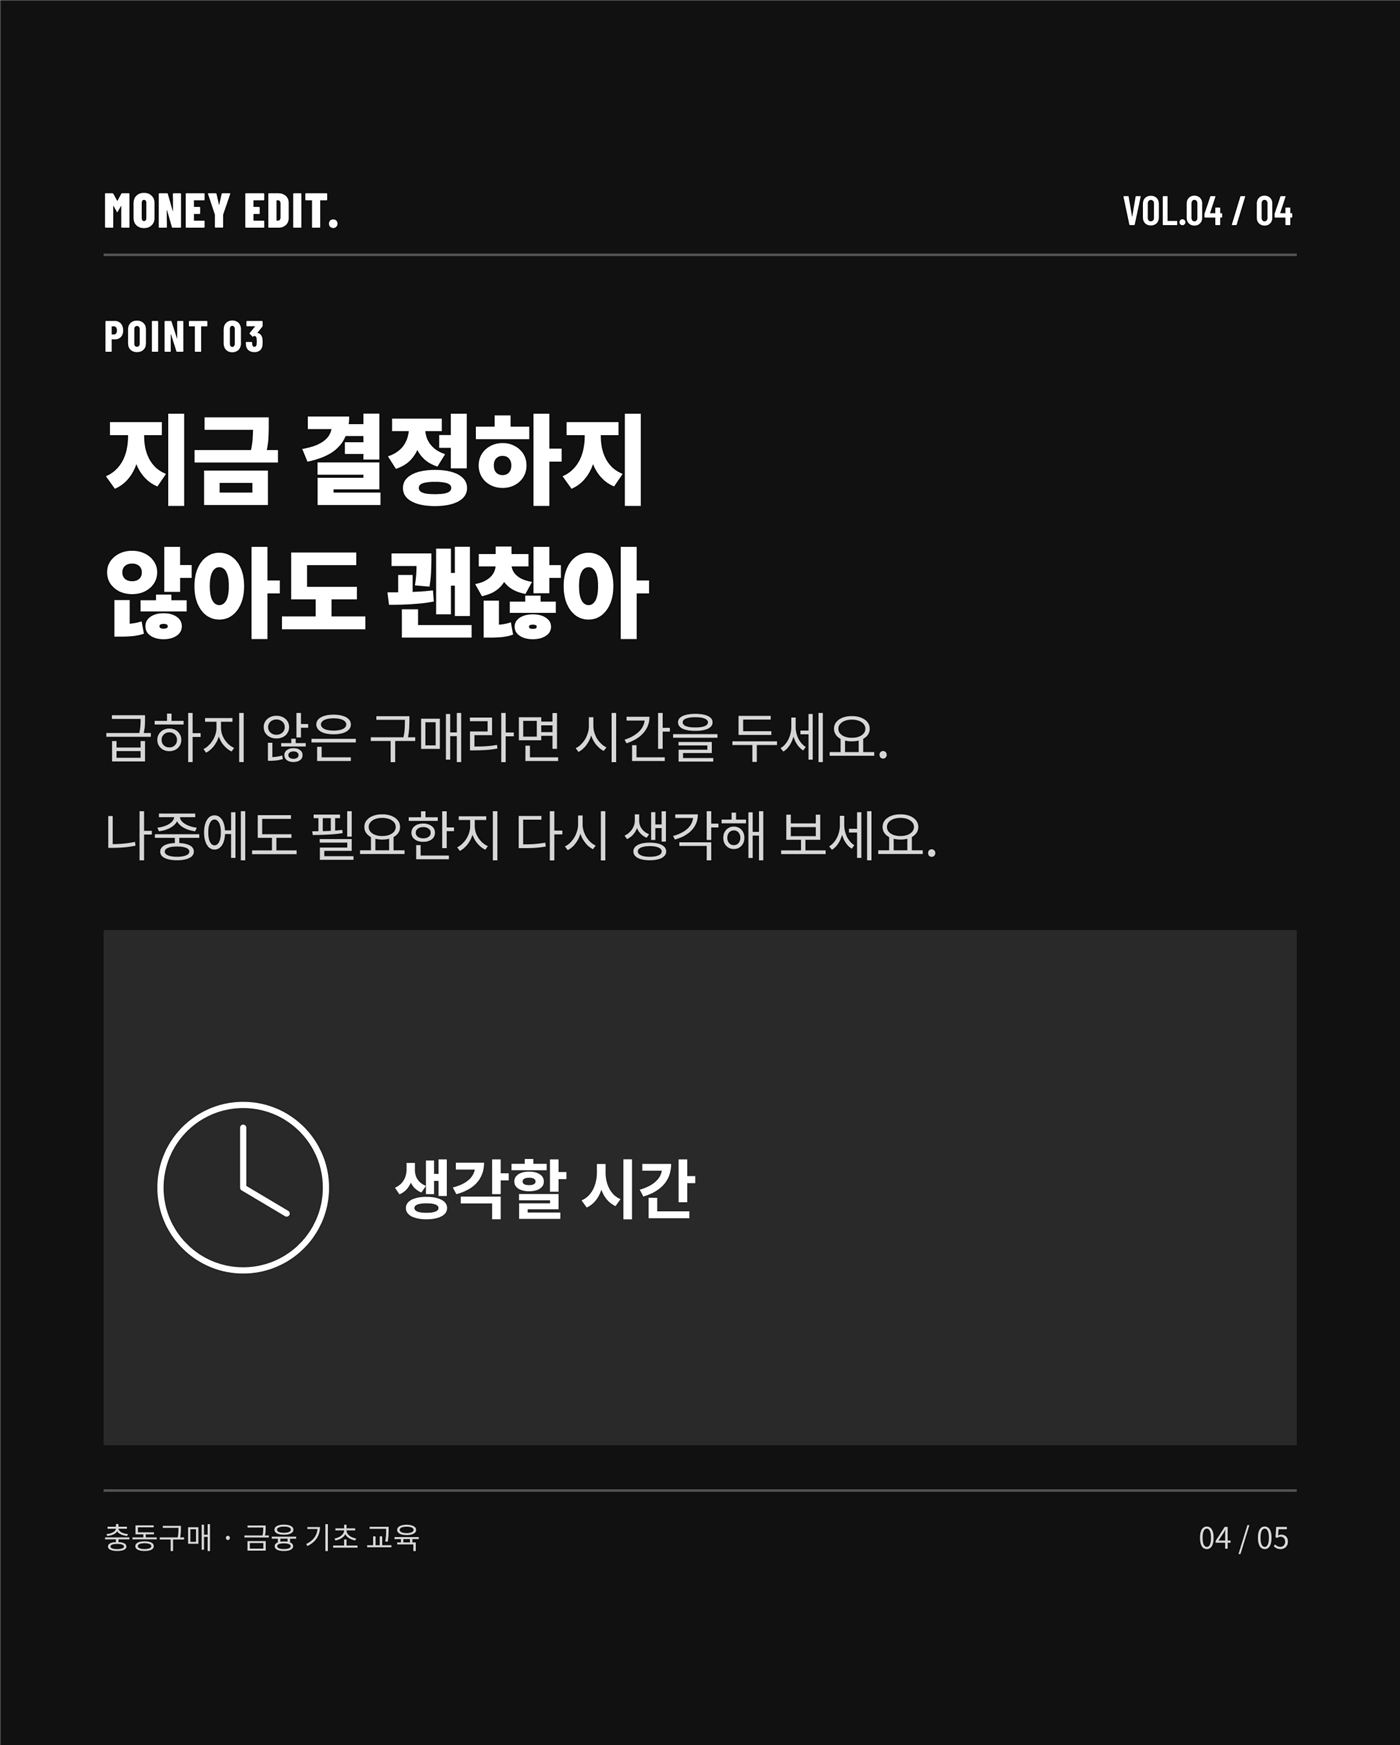 MONEY EDIT.
VOL.04 / 04
POINT 03
지금 결정하지
않아도 괜찮아
급하지 않은 구매라면 시간을 두세요.
나중에도 필요한지 다시 생각해 보세요.
생각할 시간
충동구매 · 금융 기초 교육
04 / 05